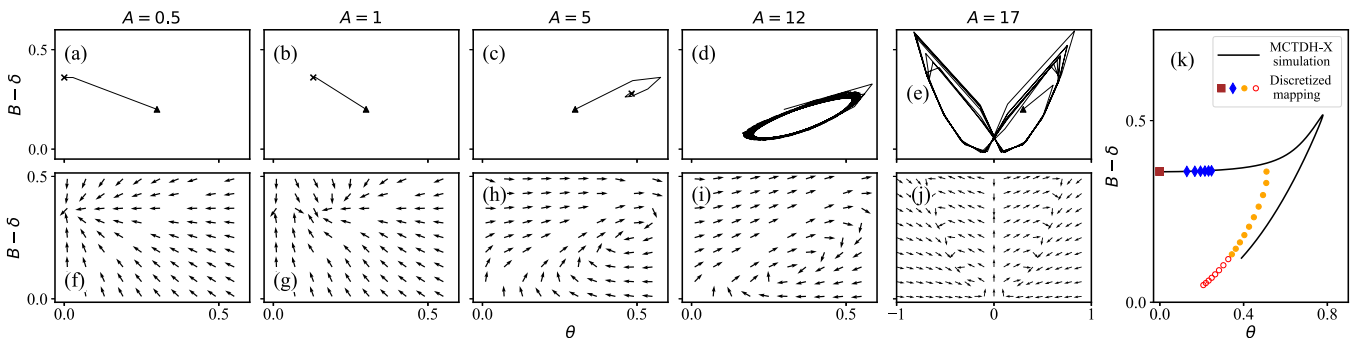 A = 0.5
A = 1
A = 5
A = 12
A = 17
(a)
(b)
(c)
(d)
(e)
(k)
MCTDH-X
simulation
Discretized
mapping
B − δ
0.5
0.0
B − δ
0.5
0.0
(f)
(g)
(h)
(i)
(j)
0.0
0.5
0.0
0.5
0.0
0.5
0.0
0.5
−1
0
1
θ
B − δ
0.5
0.0
0.0
0.4
0.8
θ